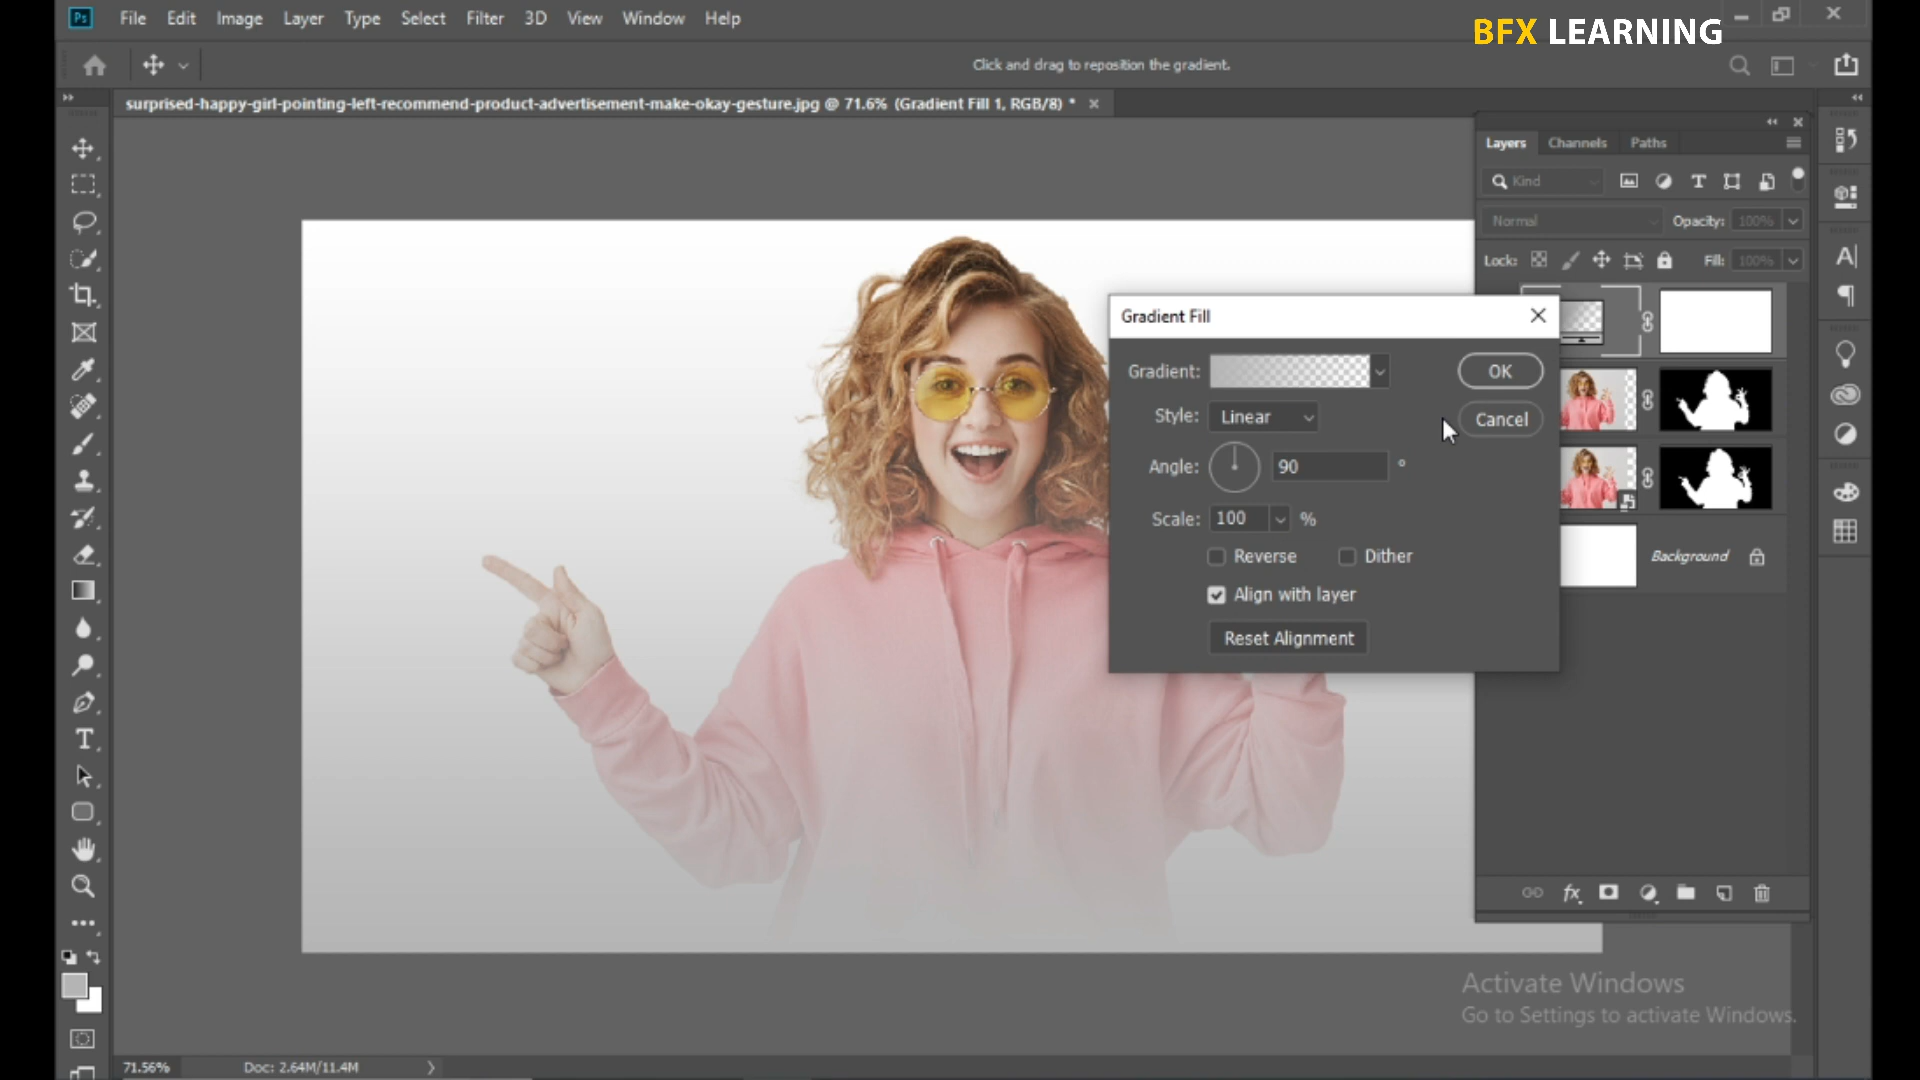 Ps File Edit Image Layer Type Select Filter 3D View Window Help
BFX LEARNING
Click and drag to reposition the gradient.
surprised-happy-girl-pointing-left-recommend-product-advertisement-make-okay-gesture.jpg @ 71.6% (Gradient Fill 1, RGB/8) *
Layers Channels Paths
Kind
Normal Opacity: 100%
Lock: Fill: 100%
Gradient Fill
Gradient: OK
Style: Linear Cancel
Angle: 90 °
Scale: 100 %
Reverse Dither
Align with layer
Reset Alignment
Background
fx
Activate Windows
Go to Settings to activate Windows.
71.56% Doc: 2.64M/11.4M